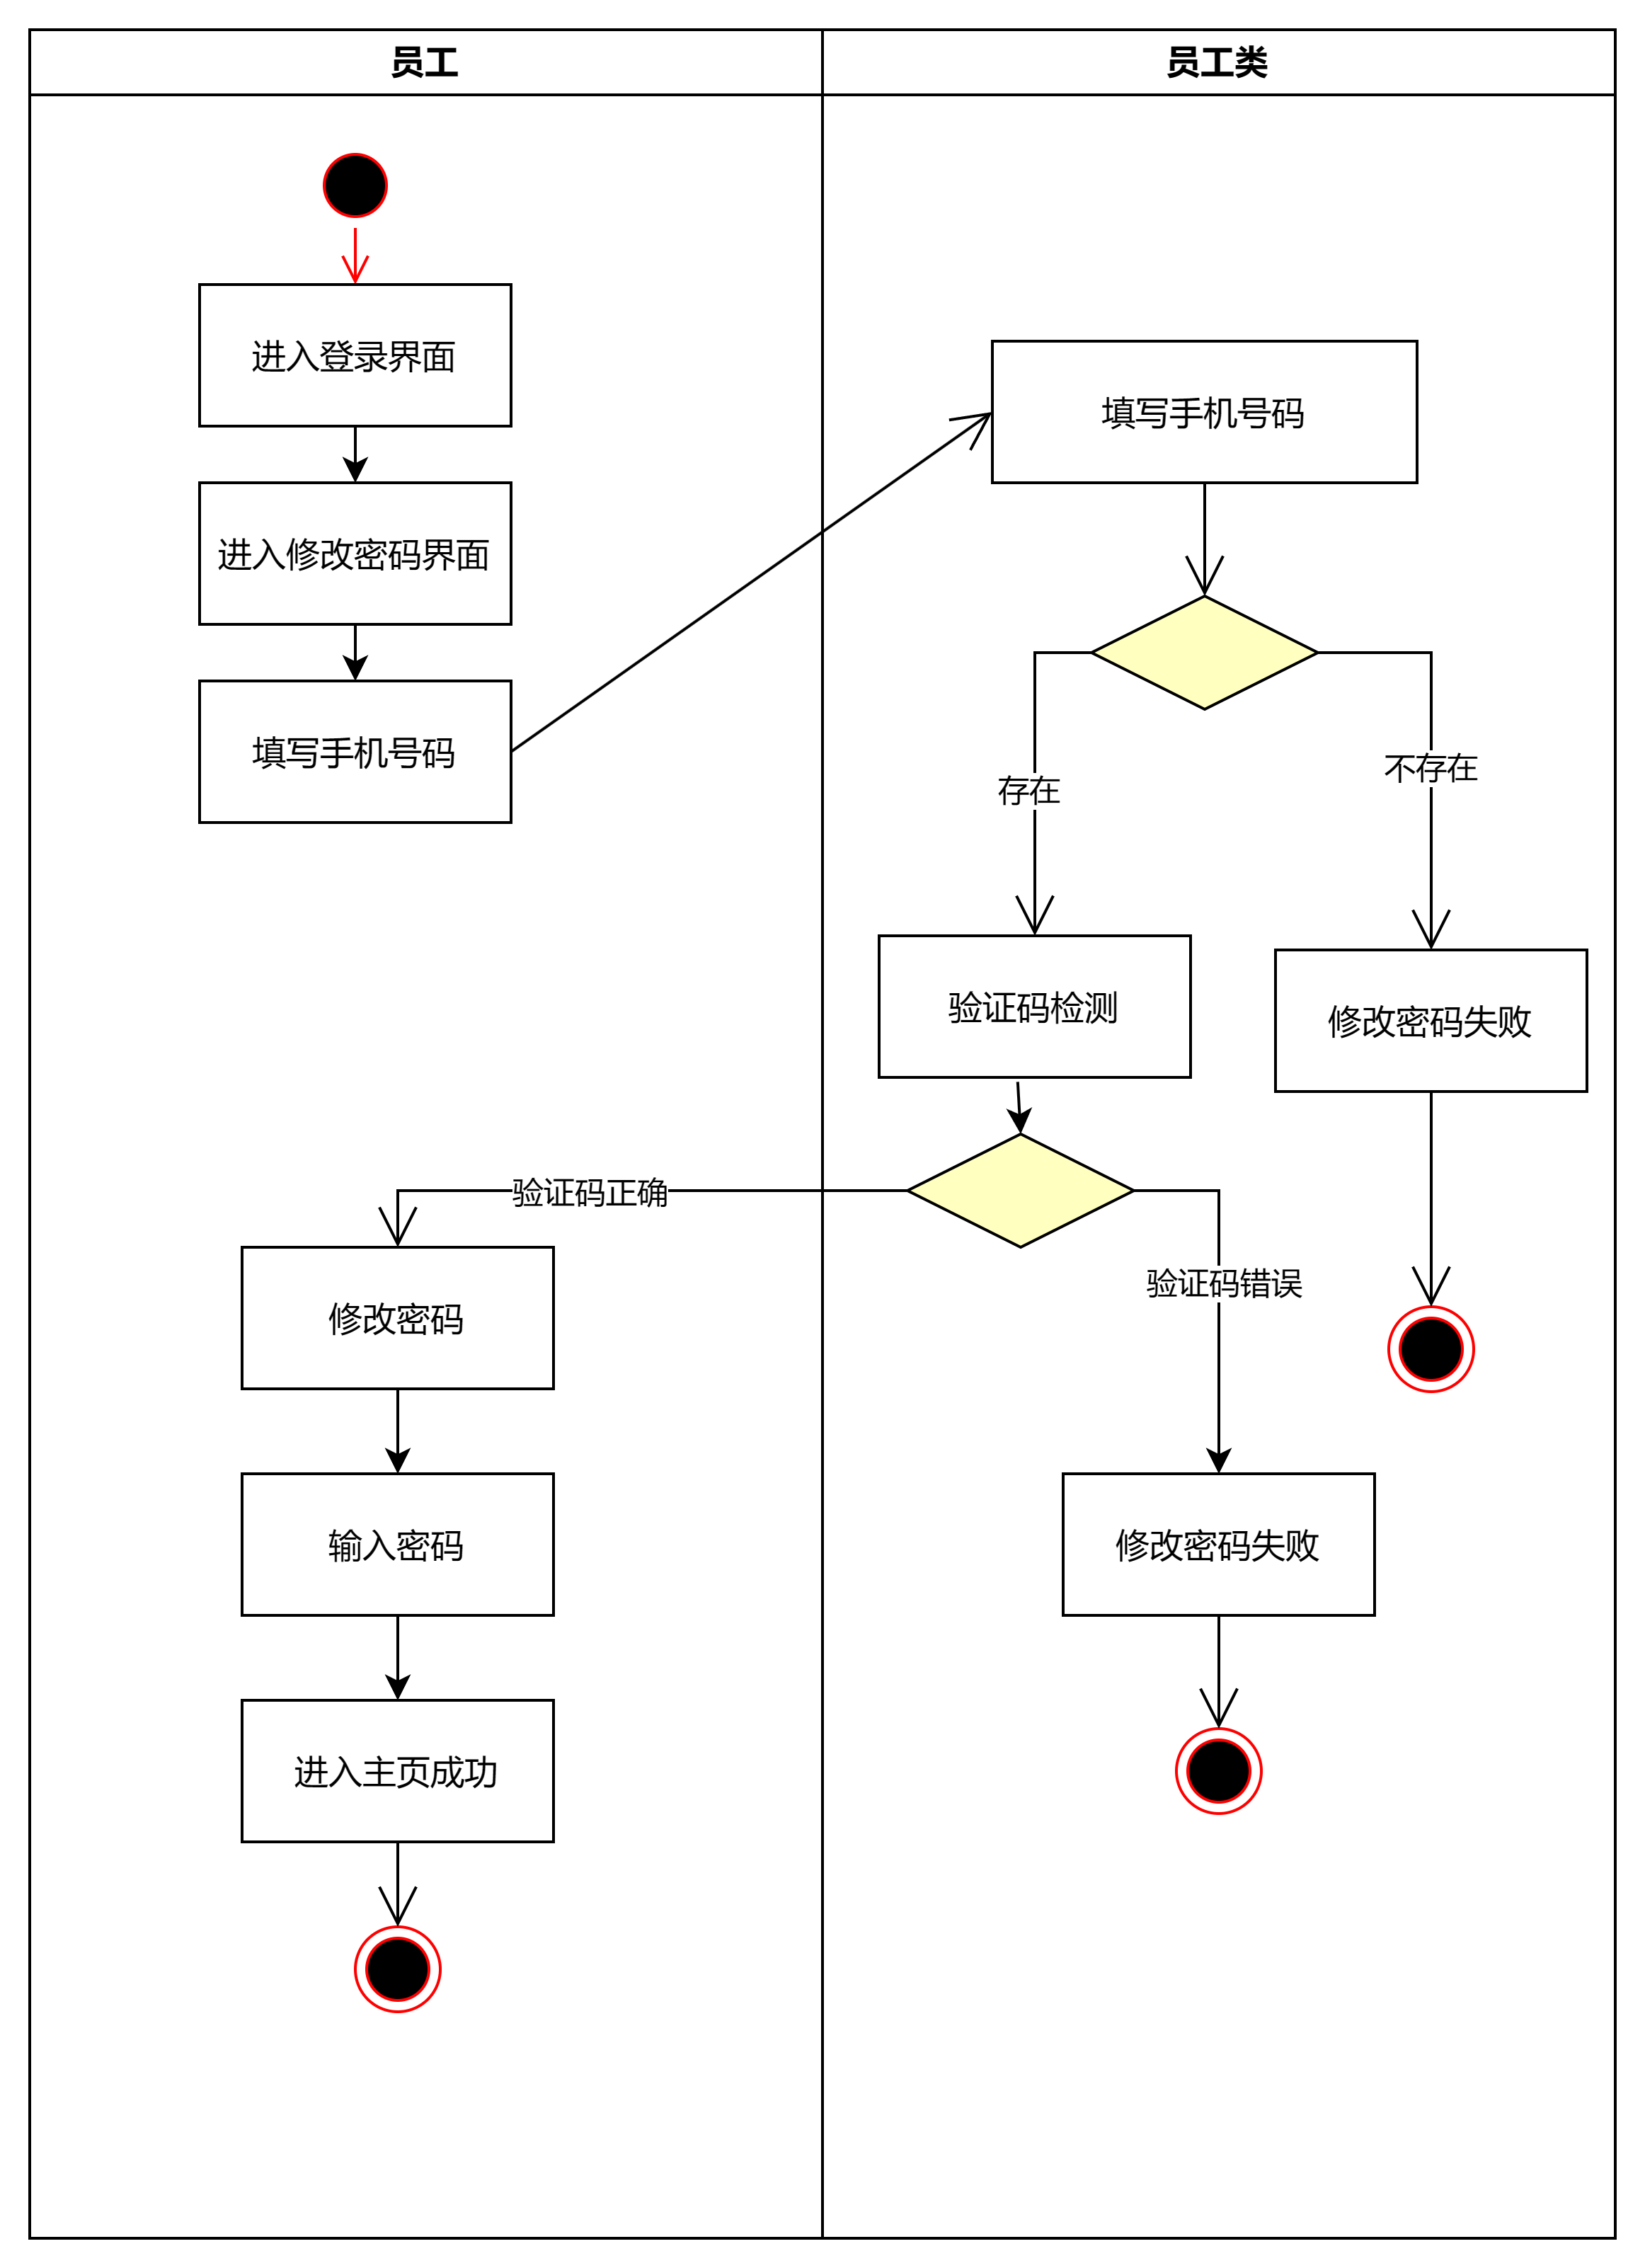 员工
员工类
进入登录界面
进入修改密码界面
填写手机号码
填写手机号码
存在
不存在
验证码检测
修改密码失败
验证码正确
验证码错误
修改密码
输入密码
修改密码失败
进入主页成功